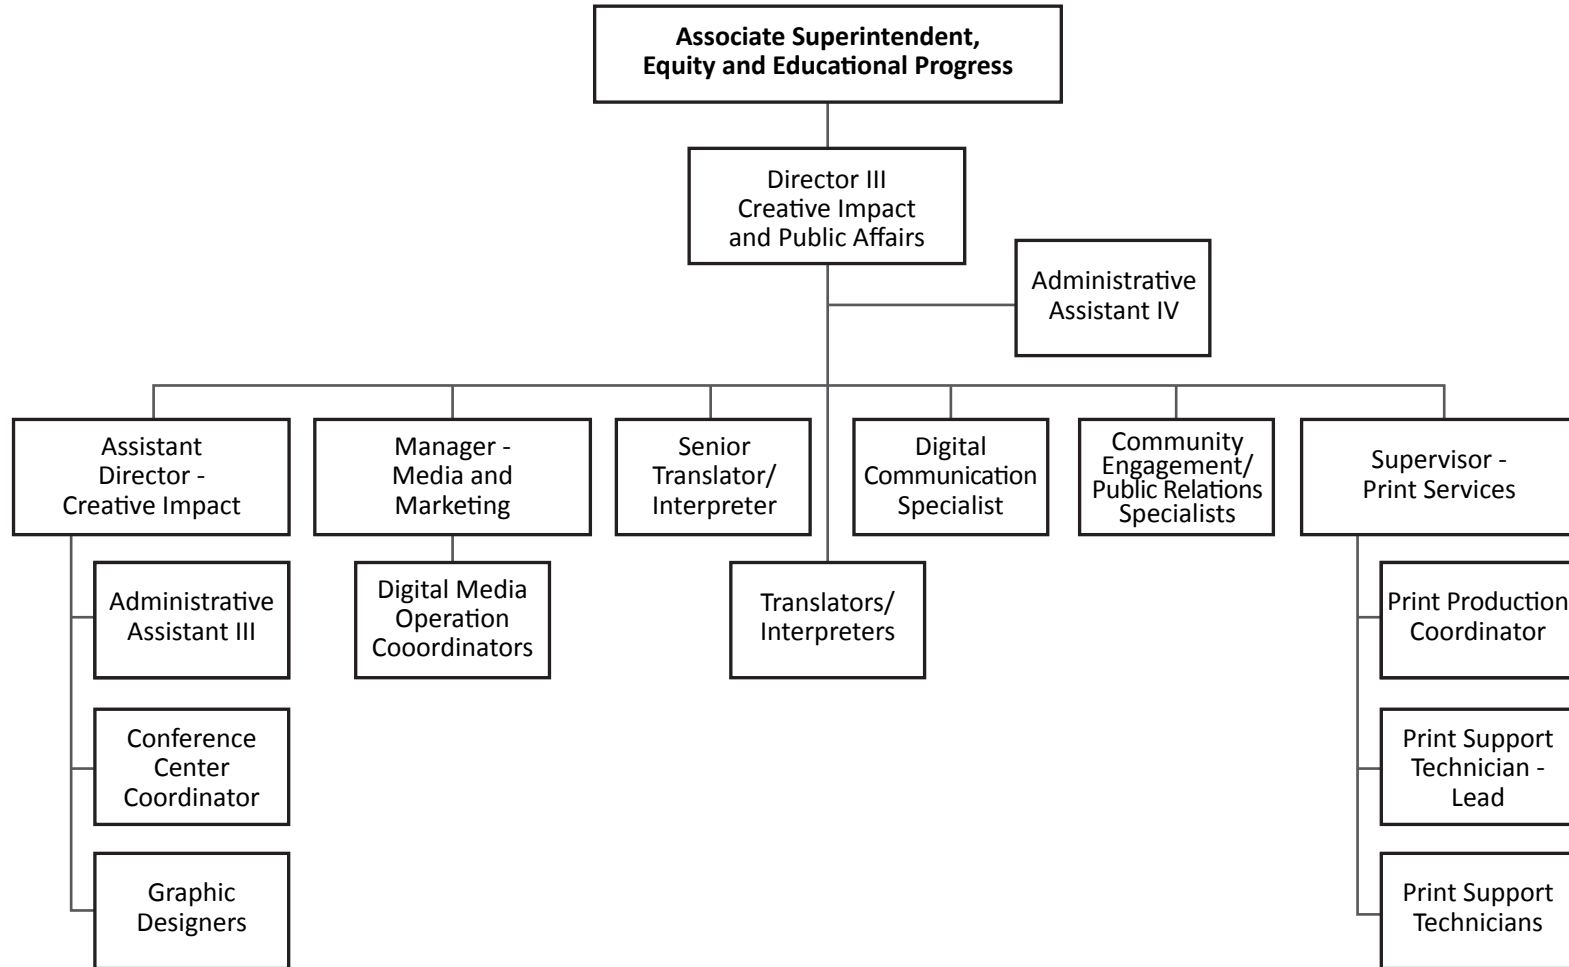 Associate Superintendent,
Equity and Educational Progress
Director III
Creative Impact
and Public Affairs
Administrative
Assistant IV
Assistant
Director -
Creative Impact
Manager -
Media and
Marketing
Senior
Translator/
Interpreter
Digital
Communication
Specialist
Community
Engagement/
Public Relations
Specialists
Supervisor -
Print Services
Administrative
Assistant III
Digital Media
Operation
Cooordinators
Translators/
Interpreters
Print Production
Coordinator
Conference
Center
Coordinator
Print Support
Technician -
Lead
Graphic
Designers
Print Support
Technicians